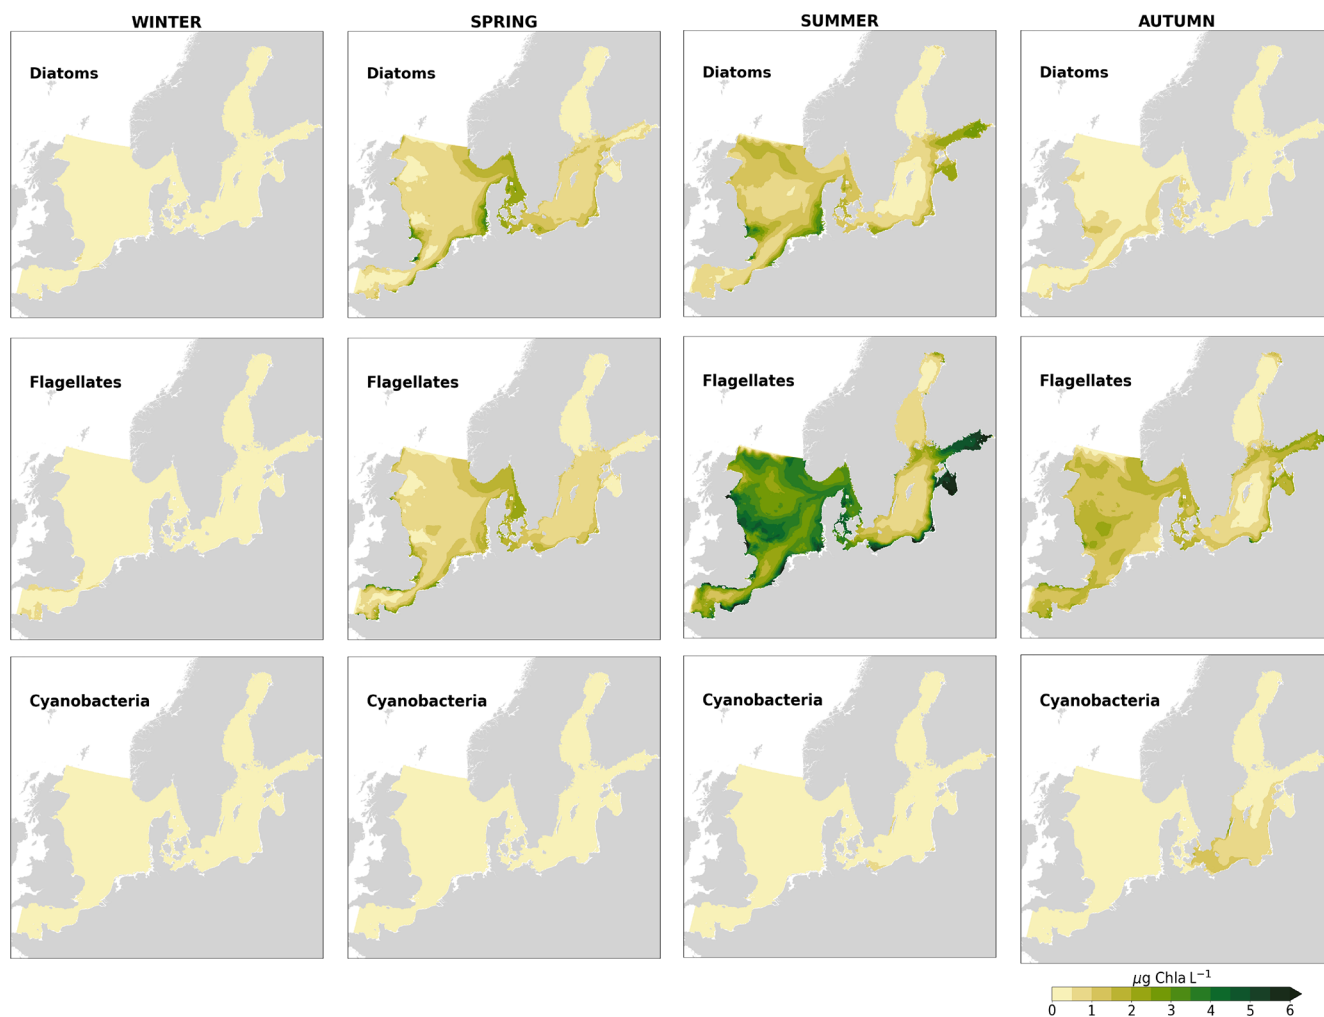 WINTER SPRING SUMMER AUTUMN
Diatoms Diatoms Diatoms Diatoms
Flagellates Flagellates Flagellates Flagellates
Cyanobacteria Cyanobacteria Cyanobacteria Cyanobacteria
μg Chla L⁻¹
0 1 2 3 4 5 6